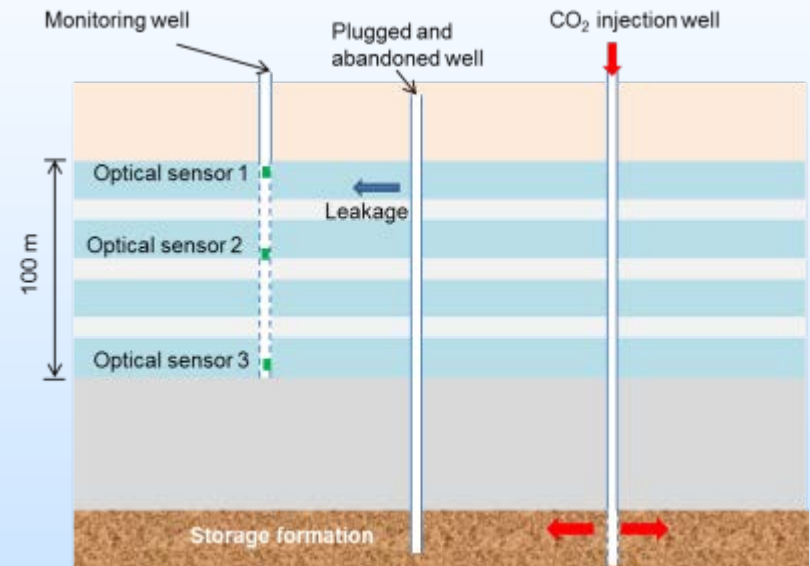 Monitoring well
Plugged and
abandoned well
CO₂ injection well
Optical sensor 1
Leakage
Optical sensor 2
100 m
Optical sensor 3
Storage formation